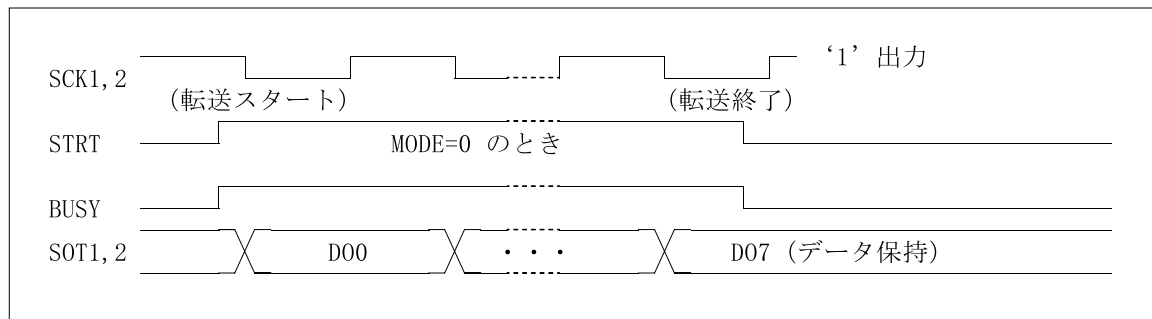 ‘1’ 出力
SCK1,2
(転送スタート) (転送終了)
STRT MODE=0 のとき
BUSY
SOT1,2 D00 ・・・ D07 (データ保持)